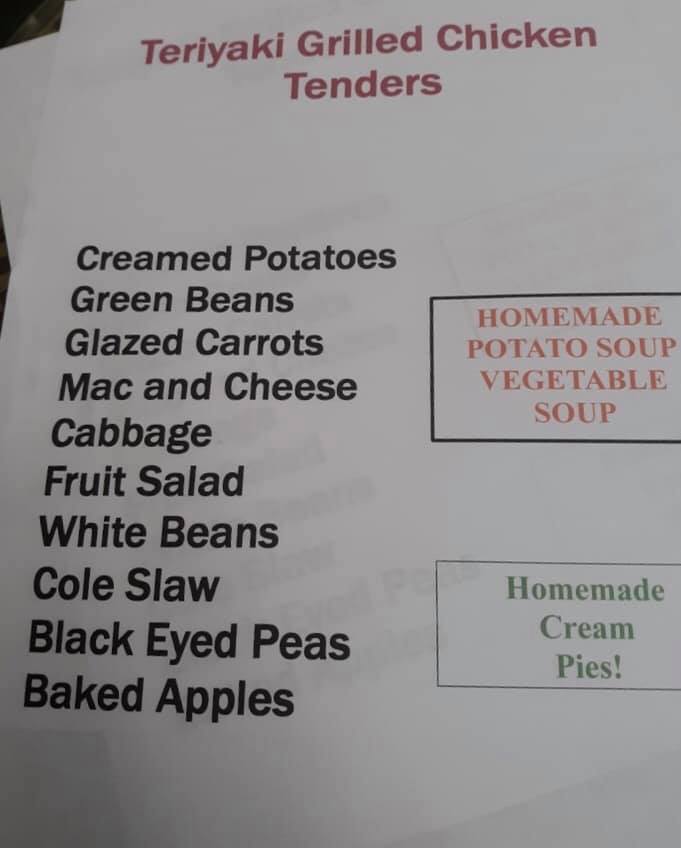 Teriyaki Grilled Chicken
Tenders
Creamed Potatoes
Green Beans
Glazed Carrots
Mac and Cheese
Cabbage
Fruit Salad
White Beans
Cole Slaw
Black Eyed Peas
Baked Apples
HOMEMADE
POTATO SOUP
VEGETABLE
SOUP
Homemade
Cream
Pies!